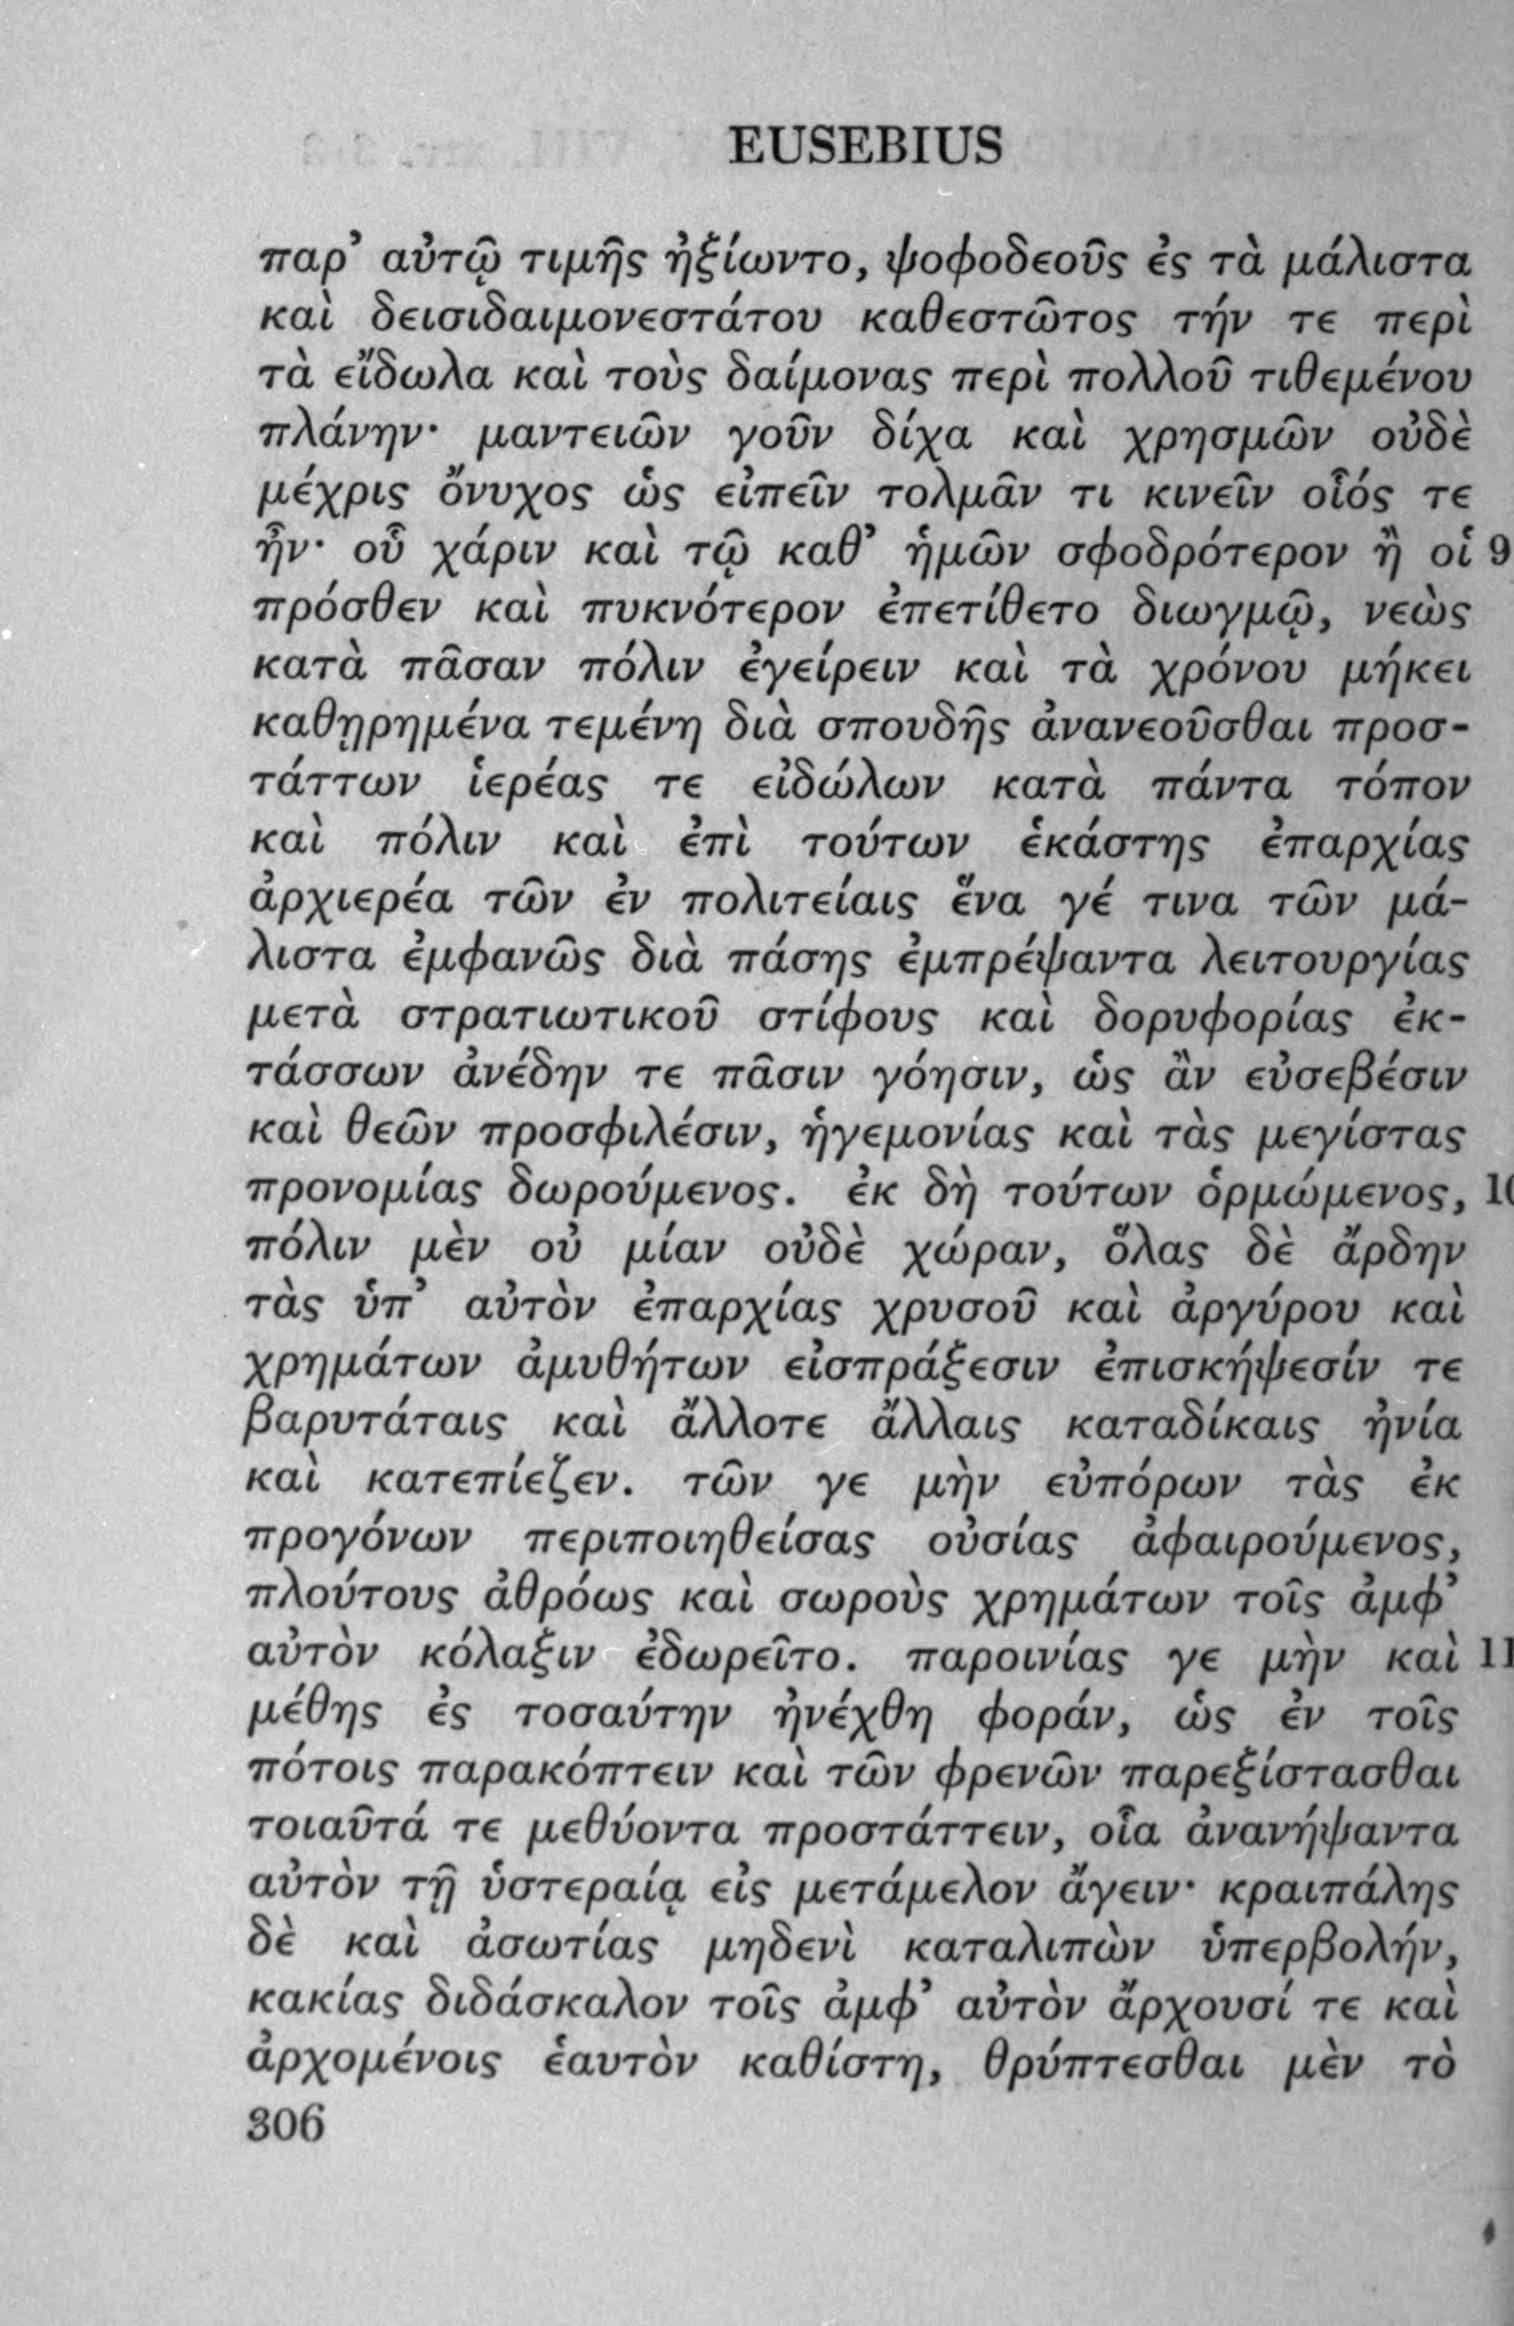 EUSEBIUS
παρ’ αὐτῷ τιμῆς ἠξίωντο, ψοφοδεοῦς ἐς τὰ μάλιστα
καὶ δεισιδαιμονεστάτου καθεστῶτος τήν τε περὶ
τὰ εἴδωλα καὶ τοὺς δαίμονας περὶ πολλοῦ τιθεμένου
πλάνην· μαντειῶν γοῦν δίχα καὶ χρησμῶν οὐδὲ
μέχρις ὄνυχος ὡς εἰπεῖν τολμᾶν τι κινεῖν οἷός τε
ἦν· οὗ χάριν καὶ τῷ καθ’ ἡμῶν σφοδρότερον ἢ οἱ 9
πρόσθεν καὶ πυκνότερον ἐπετίθετο διωγμῷ, νεὼς
κατὰ πᾶσαν πόλιν ἐγείρειν καὶ τὰ χρόνου μήκει
καθῃρημένα τεμένη διὰ σπουδῆς ἀνανεοῦσθαι προσ-
τάττων ἱερέας τε εἰδώλων κατὰ πάντα τόπον
καὶ πόλιν καὶ ἐπὶ τούτων ἑκάστης ἐπαρχίας
ἀρχιερέα τῶν ἐν πολιτείαις ἕνα γέ τινα τῶν μά-
λιστα ἐμφανῶς διὰ πάσης ἐμπρέψαντα λειτουργίας
μετὰ στρατιωτικοῦ στίφους καὶ δορυφορίας ἐκ-
τάσσων ἀνέδην τε πᾶσιν γόησιν, ὡς ἂν εὐσεβέσιν
καὶ θεῶν προσφιλέσιν, ἡγεμονίας καὶ τὰς μεγίστας
προνομίας δωρούμενος. ἐκ δὴ τούτων ὁρμώμενος, 10
πόλιν μὲν οὐ μίαν οὐδὲ χώραν, ὅλας δὲ ἄρδην
τὰς ὑπ’ αὐτὸν ἐπαρχίας χρυσοῦ καὶ ἀργύρου καὶ
χρημάτων ἀμυθήτων εἰσπράξεσιν ἐπισκήψεσίν τε
βαρυτάταις καὶ ἄλλοτε ἄλλαις καταδίκαις ἠνία
καὶ κατεπίεζεν. τῶν γε μὴν εὐπόρων τὰς ἐκ
προγόνων περιποιηθείσας οὐσίας ἀφαιρούμενος,
πλούτους ἀθρόως καὶ σωροὺς χρημάτων τοῖς ἀμφ’
αὐτὸν κόλαξιν ἐδωρεῖτο. παροινίας γε μὴν καὶ 11
μέθης ἐς τοσαύτην ἠνέχθη φοράν, ὡς ἐν τοῖς
πότοις παρακόπτειν καὶ τῶν φρενῶν παρεξίστασθαι
τοιαῦτά τε μεθύοντα προστάττειν, οἷα ἀνανήψαντα
αὐτὸν τῇ ὑστεραίᾳ εἰς μετάμελον ἄγειν· κραιπάλης
δὲ καὶ ἀσωτίας μηδενὶ καταλιπὼν ὑπερβολήν,
κακίας διδάσκαλον τοῖς ἀμφ’ αὐτὸν ἄρχουσί τε καὶ
ἀρχομένοις ἑαυτὸν καθίστη, θρύπτεσθαι μὲν τὸ
306